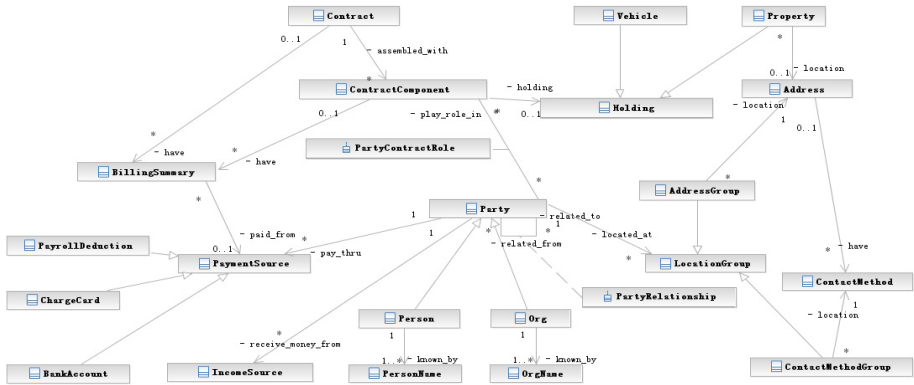 Contract
Vehicle
Property
0..1
1
*
- assembled_with
- location
*
0..1
ContractComponent
- holding
Address
Holding
- location
0..1
- play_role_in
*
0..1
1
0..1
PartyContractRole
*
*
- have
- have
BillingSummary
*
*
AddressGroup
*
Party
1
1
*
- related_to
1
- paid_from
- located_at
PayrollDeduction
0..1
*
- pay_thru
*
- related_from
*
*
*
- have
PaymentSource
LocationGroup
ContactMethod
ChargeCard
PartyRelationship
1
- location
Person
Org
*
1
1
- receive_money_from
*
1..*
- known_by
1..*
- known_by
BankAccount
IncomeSource
PersonName
OrgName
ContactMethodGroup